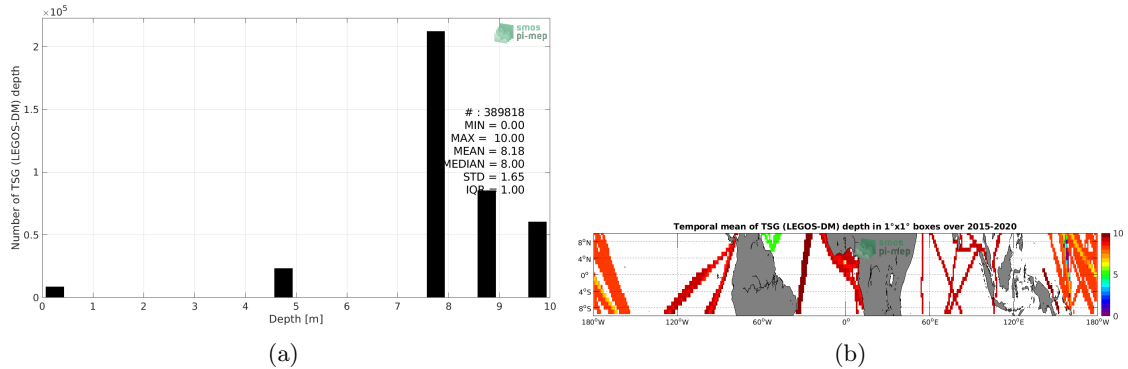 ×10⁵
smos
pi-mep
2
1.5
1
0.5
0
Number of TSG (LEGOS-DM) depth
# : 389818
MIN = 0.00
MAX = 10.00
MEAN = 8.18
MEDIAN = 8.00
STD = 1.65
IQR = 1.00
0 1 2 3 4 5 6 7 8 9 10
Depth [m]
(a)
Temporal mean of TSG (LEGOS-DM) depth in 1°x1° boxes over 2015-2020
smos
pi-mep
8°N
4°N
0°
4°S
8°S
180°W 120°W 60°W 0° 60°E 120°E 180°E
10
5
0
(b)